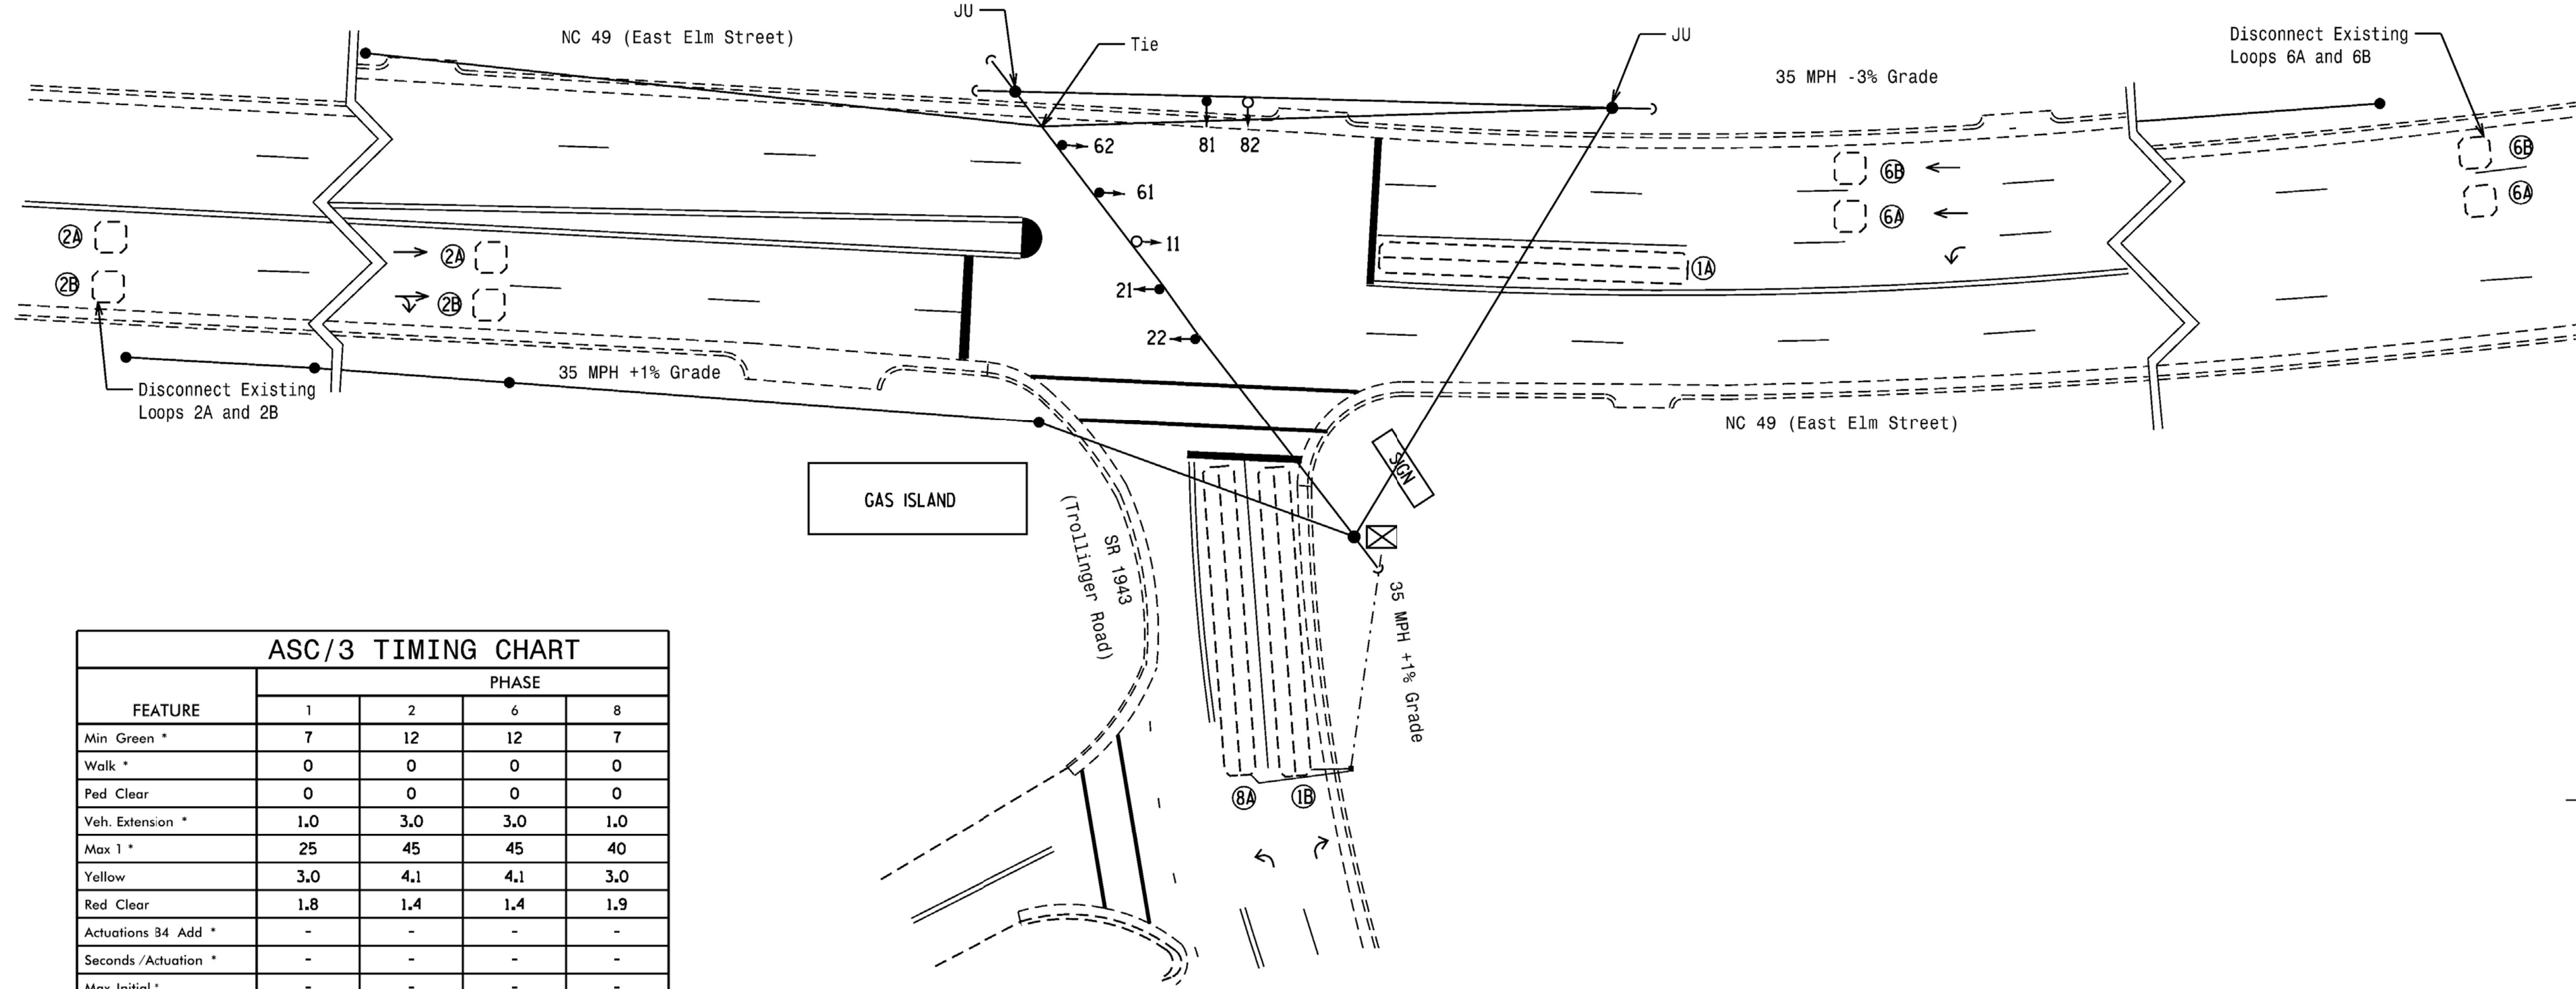 JU
NC 49 (East Elm Street)
Tie
JU
35 MPH -3% Grade
Disconnect Existing
Loops 6A and 6B
62
81
82
61
11
21
22
6B
6A
6B
6A
1A
2A
2B
2A
2B
35 MPH +1% Grade
Disconnect Existing
Loops 2A and 2B
NC 49 (East Elm Street)
SIGN
GAS ISLAND
SR 1943
(Trollinger Road)
35 MPH +1% Grade
8A
1B
ASC/3 TIMING CHART
PHASE
FEATURE 1 2 6 8
Min Green * 7 12 12 7
Walk * 0 0 0 0
Ped Clear 0 0 0 0
Veh. Extension * 1.0 3.0 3.0 1.0
Max 1 * 25 45 45 40
Yellow 3.0 4.1 4.1 3.0
Red Clear 1.8 1.4 1.4 1.9
Actuations B4 Add * - - - -
Seconds /Actuation * - - - -
Max Initial * - - - -